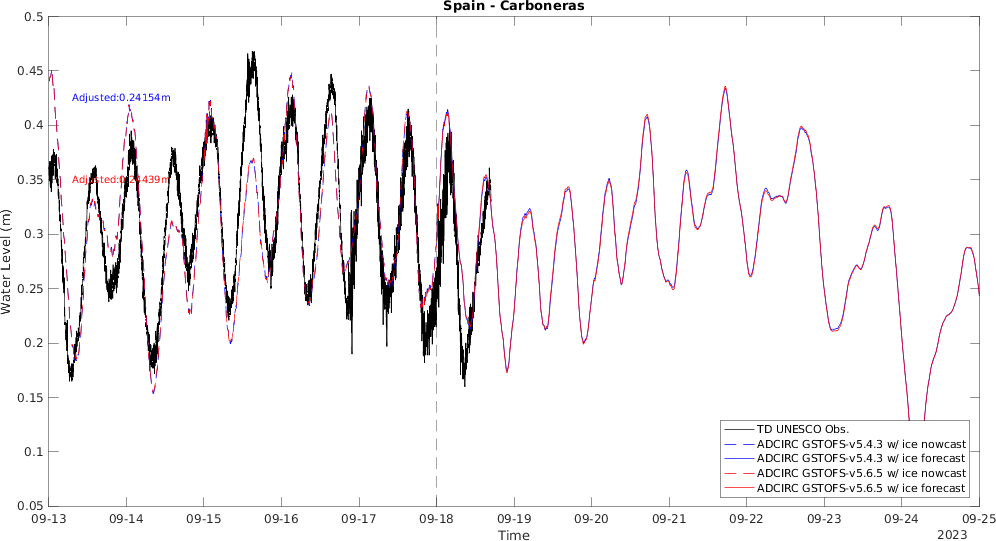 Spain - Carboneras
0.5
0.45
0.4
0.35
0.3
0.25
0.2
0.15
0.1
0.05
Water Level (m)
Adjusted:0.24154m
Adjusted:0.24439m
TD UNESCO Obs.
ADCIRC GSTOFS-v5.4.3 w/ ice nowcast
ADCIRC GSTOFS-v5.4.3 w/ ice forecast
ADCIRC GSTOFS-v5.6.5 w/ ice nowcast
ADCIRC GSTOFS-v5.6.5 w/ ice forecast
09-13 09-14 09-15 09-16 09-17 09-18 09-19 09-20 09-21 09-22 09-23 09-24 09-25
Time
2023